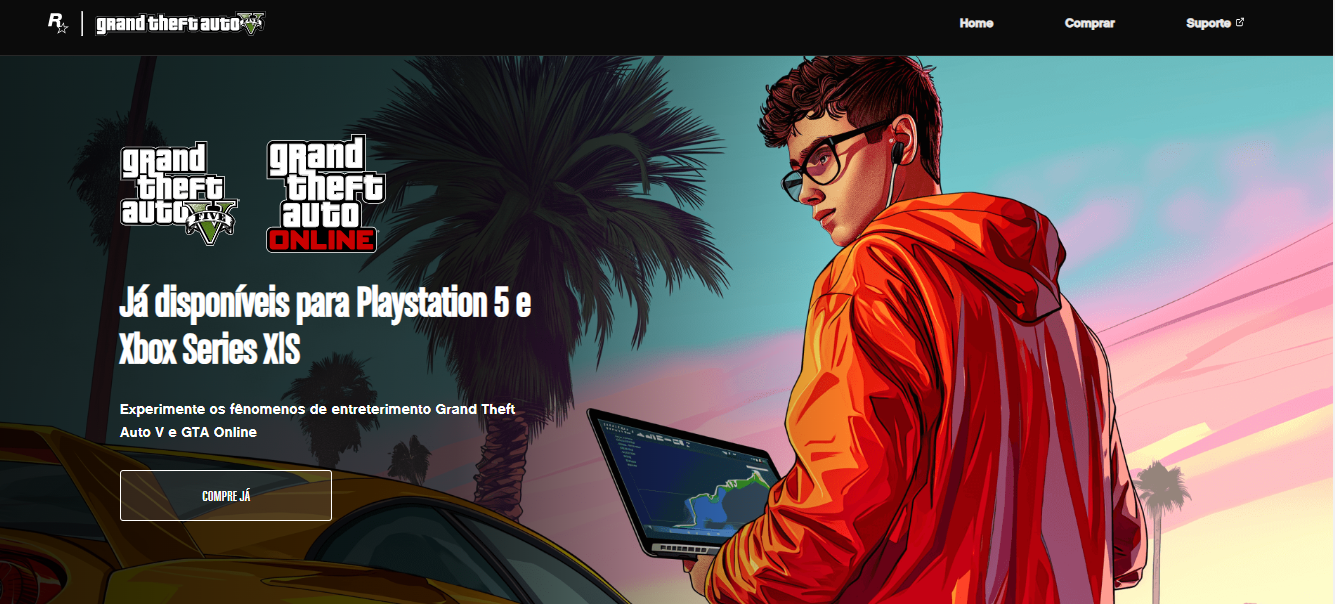 R
grand theft auto V
FIVE
Home
Comprar
Suporte
grand
theft
auto V
FIVE
grand
theft
auto
ONLINE
Já disponíveis para Playstation 5 e
Xbox Series X|S
Experimente os fênomenos de entreterimento Grand Theft
Auto V e GTA Online
COMPRE JÁ